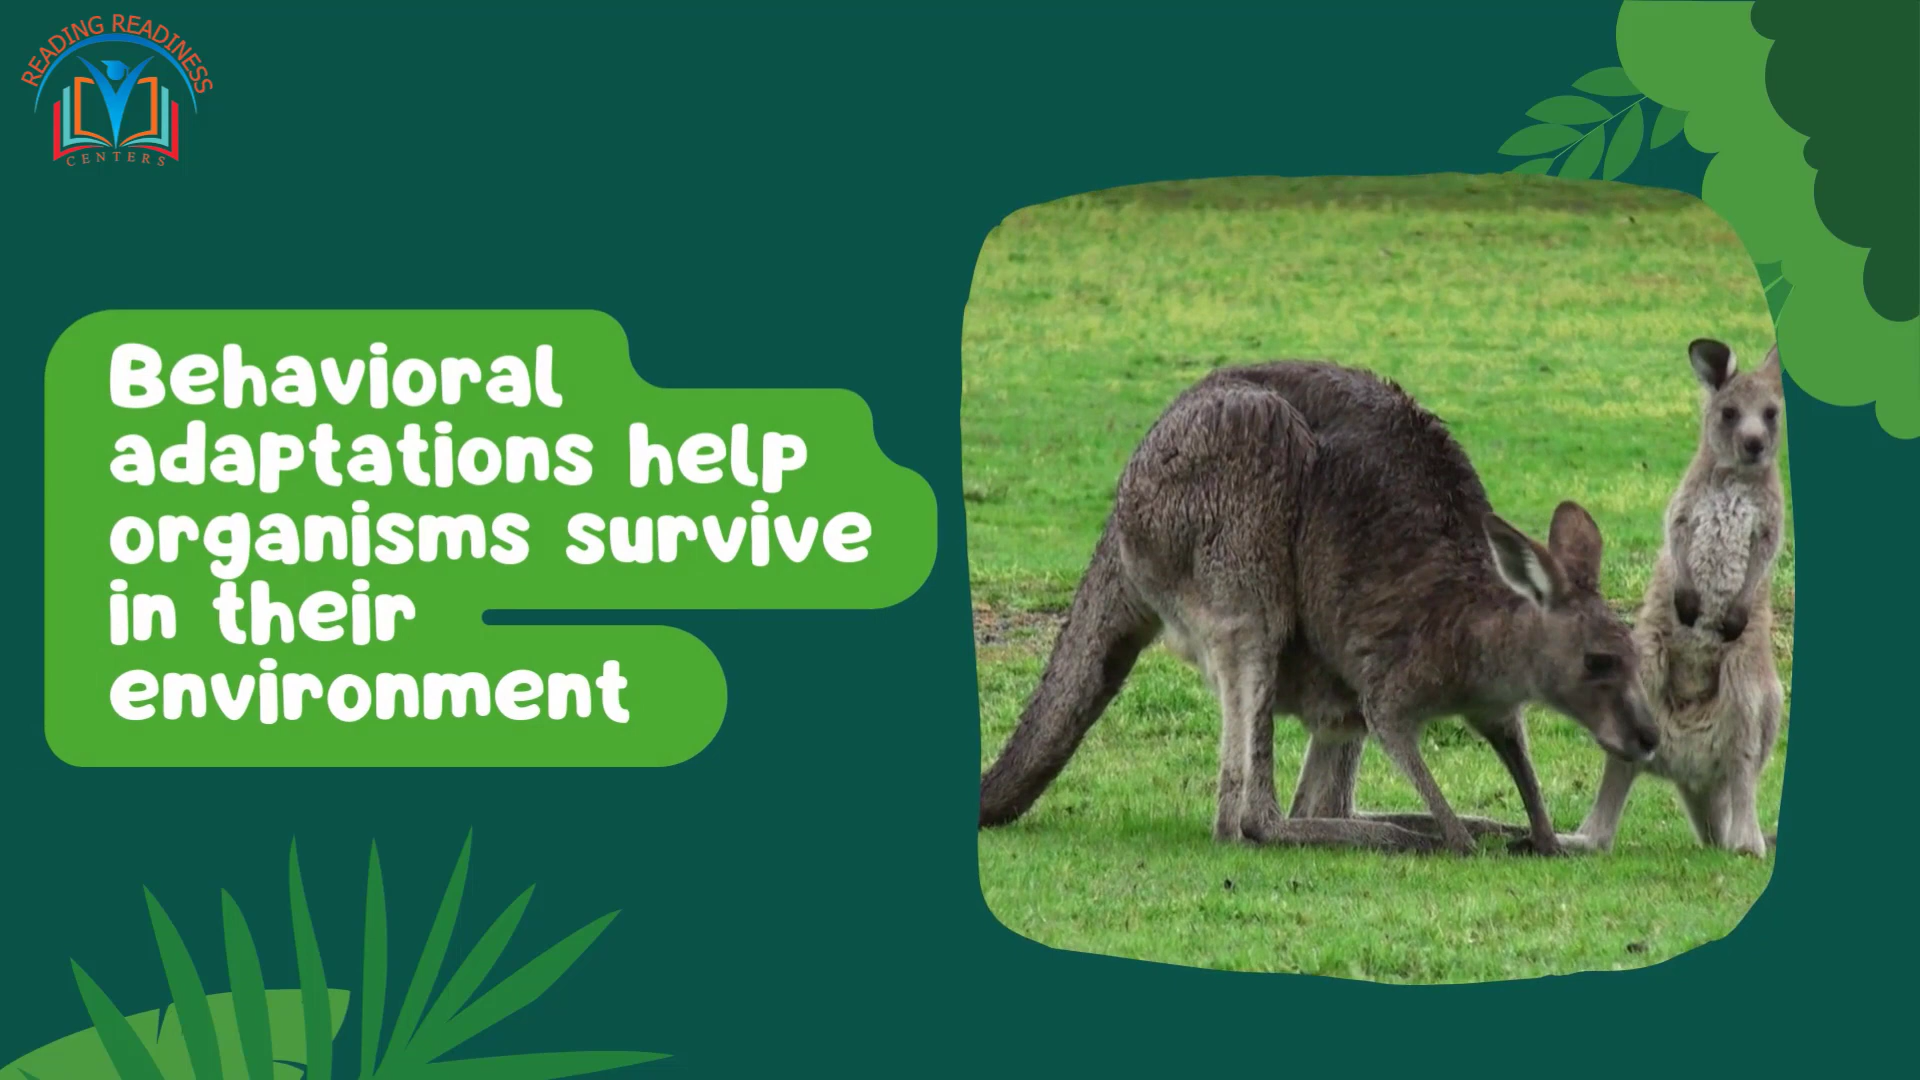 READING READINESS
CENTERS
Behavioral
adaptations help
organisms survive
in their
environment